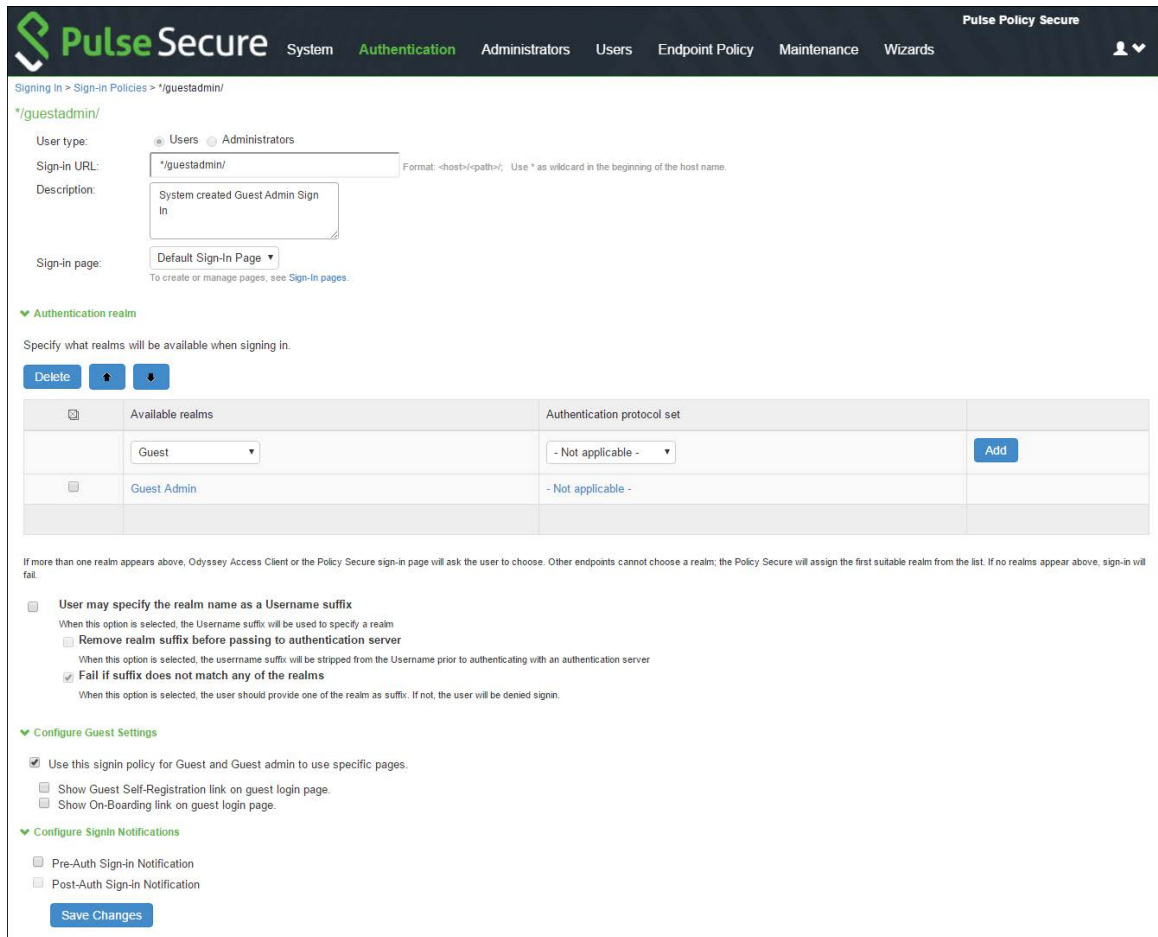 Pulse Policy Secure
Pulse Secure System Authentication Administrators Users Endpoint Policy Maintenance Wizards
Signing In > Sign-in Policies > */guestadmin/
*/guestadmin/
User type: Users Administrators
Sign-in URL: */guestadmin/ Format: <host>/<path>/; Use * as wildcard in the beginning of the host name.
Description: System created Guest Admin Sign
In
Sign-in page: Default Sign-In Page
To create or manage pages, see Sign-In pages.
Authentication realm
Specify what realms will be available when signing in.
Delete
Available realms Authentication protocol set
Guest - Not applicable - Add
Guest Admin - Not applicable -
If more than one realm appears above, Odyssey Access Client or the Policy Secure sign-in page will ask the user to choose. Other endpoints cannot choose a realm; the Policy Secure will assign the first suitable realm from the list. If no realms appear above, sign-in will
fail.
User may specify the realm name as a Username suffix
When this option is selected, the Username suffix will be used to specify a realm
Remove realm suffix before passing to authentication server
When this option is selected, the userrname suffix will be stripped from the Username prior to authenticating with an authentication server
Fail if suffix does not match any of the realms
When this option is selected, the user should provide one of the realm as suffix. If not, the user will be denied signin.
Configure Guest Settings
Use this signin policy for Guest and Guest admin to use specific pages.
Show Guest Self-Registration link on guest login page.
Show On-Boarding link on guest login page.
Configure SignIn Notifications
Pre-Auth Sign-in Notification
Post-Auth Sign-in Notification
Save Changes